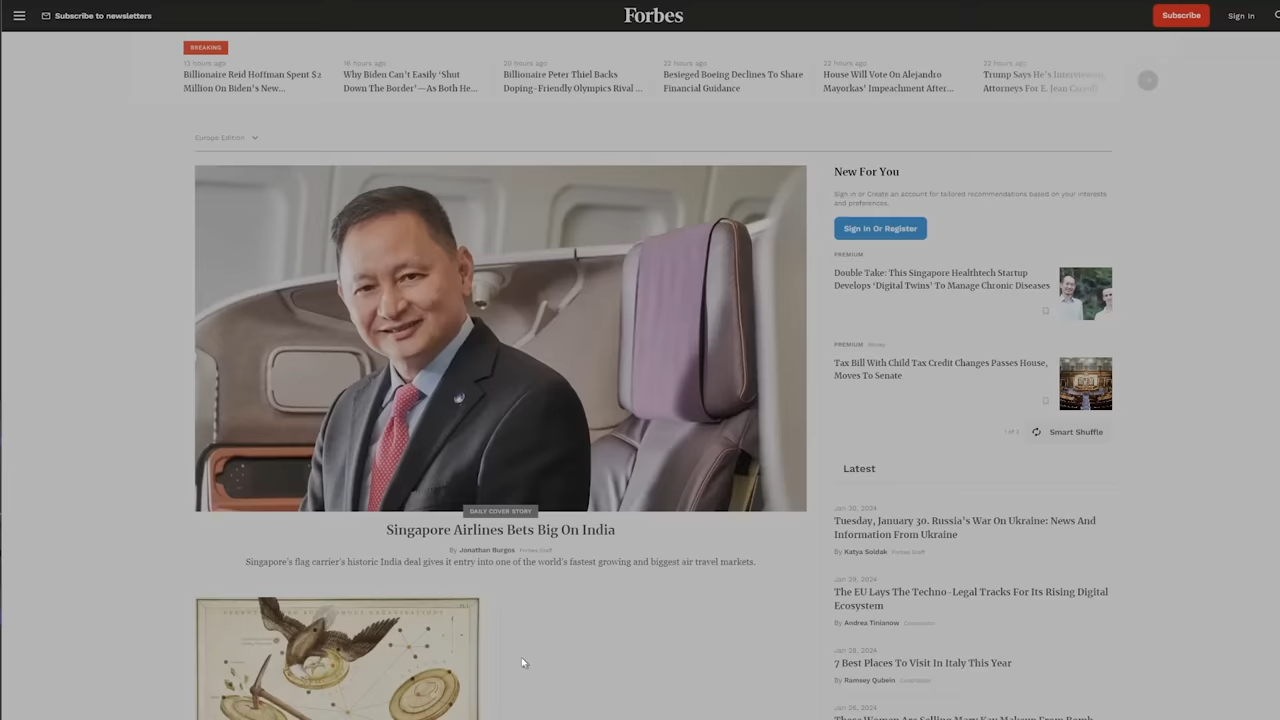 Subscribe to newsletters
Forbes
Subscribe
Sign In
BREAKING
13 hours ago
Billionaire Reid Hoffman Spent $2
Million On Biden's New...
16 hours ago
Why Biden Can't Easily 'Shut
Down The Border'—As Both He...
20 hours ago
Billionaire Peter Thiel Backs
Doping-Friendly Olympics Rival ...
22 hours ago
Besieged Boeing Declines To Share
Financial Guidance
22 hours ago
House Will Vote On Alejandro
Mayorkas' Impeachment After...
22 hours ago
Trump Says He's Interviewing
Attorneys For E. Jean Carroll
Europe Edition
New For You
Sign in or Create an account for tailored recommendations based on your interests
and preferences.
Sign In Or Register
PREMIUM
Double Take: This Singapore Healthtech Startup
Develops 'Digital Twins' To Manage Chronic Diseases
PREMIUM Money
Tax Bill With Child Tax Credit Changes Passes House,
Moves To Senate
Smart Shuffle
DAILY COVER STORY
Singapore Airlines Bets Big On India
By Jonathan Burgos Forbes Staff
Singapore's flag carrier's historic India deal gives it entry into one of the world's fastest growing and biggest air travel markets.
Latest
Jan 30, 2024
Tuesday, January 30. Russia's War On Ukraine: News And
Information From Ukraine
By Katya Soldak Forbes Staff
Jan 29, 2024
The EU Lays The Techno-Legal Tracks For Its Rising Digital
Ecosystem
By Andrea Tinianow Contributor
Jan 28, 2024
7 Best Places To Visit In Italy This Year
By Ramsey Qubein Contributor
Jan 26, 2024